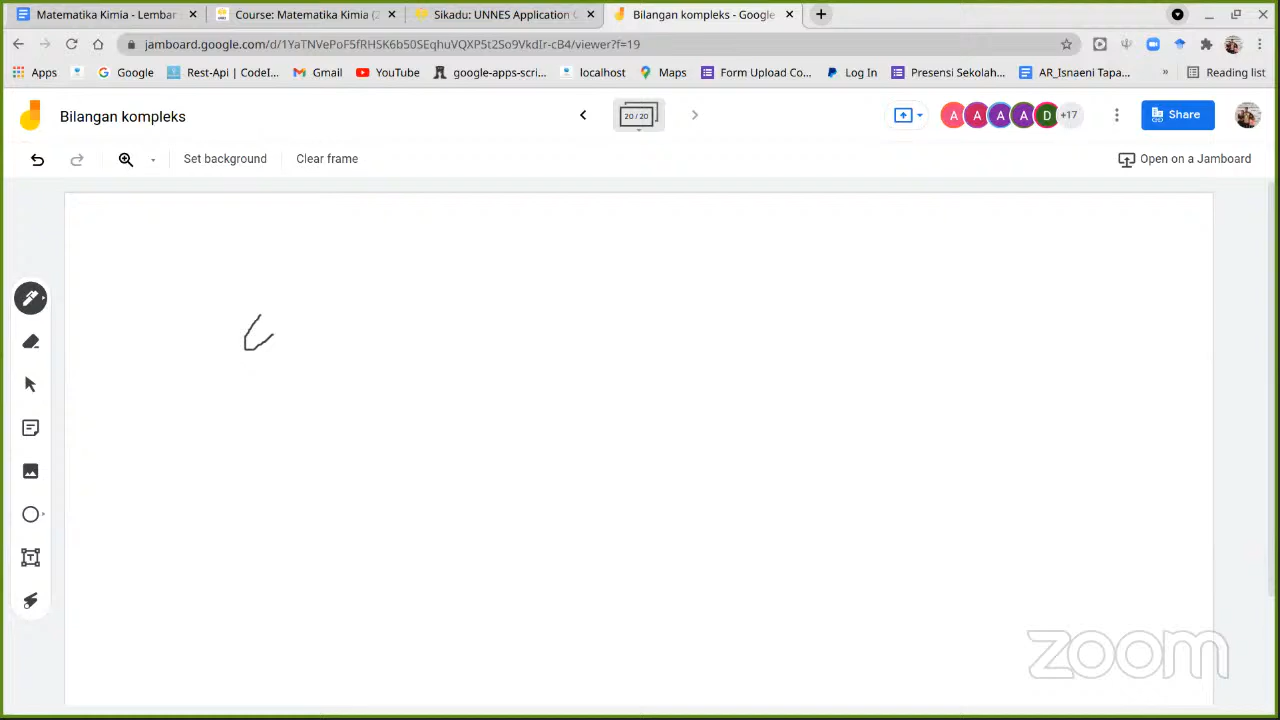 Matematika Kimia - Lembar
Course: Matematika Kimia (2
Sikadu: UNNES Application (
Bilangan kompleks - Google
jamboard.google.com/d/1YaTNVePoF5fRH5K6G50SEqhuVQXP5t2So9VkdIr-cB4/viewer?f=19
Apps
Google
Rest-Api | CodeI...
Gmail
YouTube
google-apps-scri...
localhost
Maps
Form Upload Co...
Log In
Presensi Sekolah...
AR_Isnaeni Tapa...
»
Reading list
Bilangan kompleks
20 / 20
A A A A D +17
Share
Set background
Clear frame
Open on a Jamboard
zoom